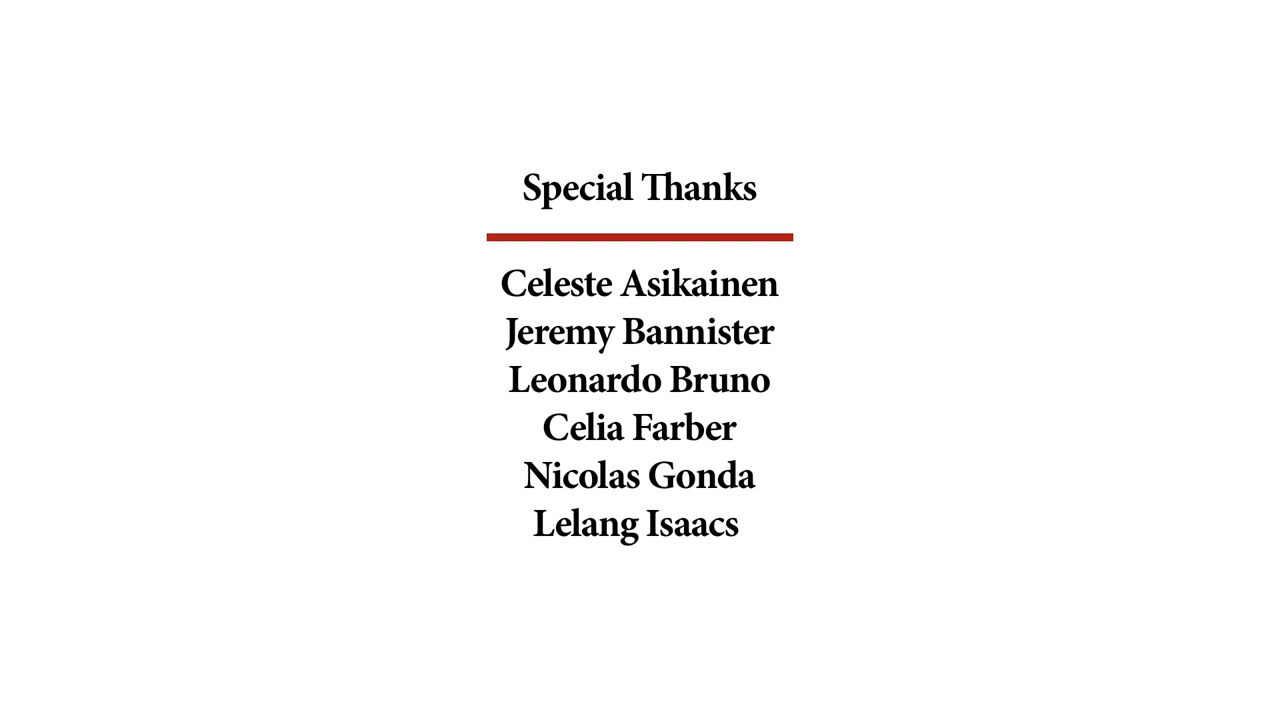 Special Thanks
Celeste Asikainen
Jeremy Bannister
Leonardo Bruno
Celia Farber
Nicolas Gonda
Lelang Isaacs